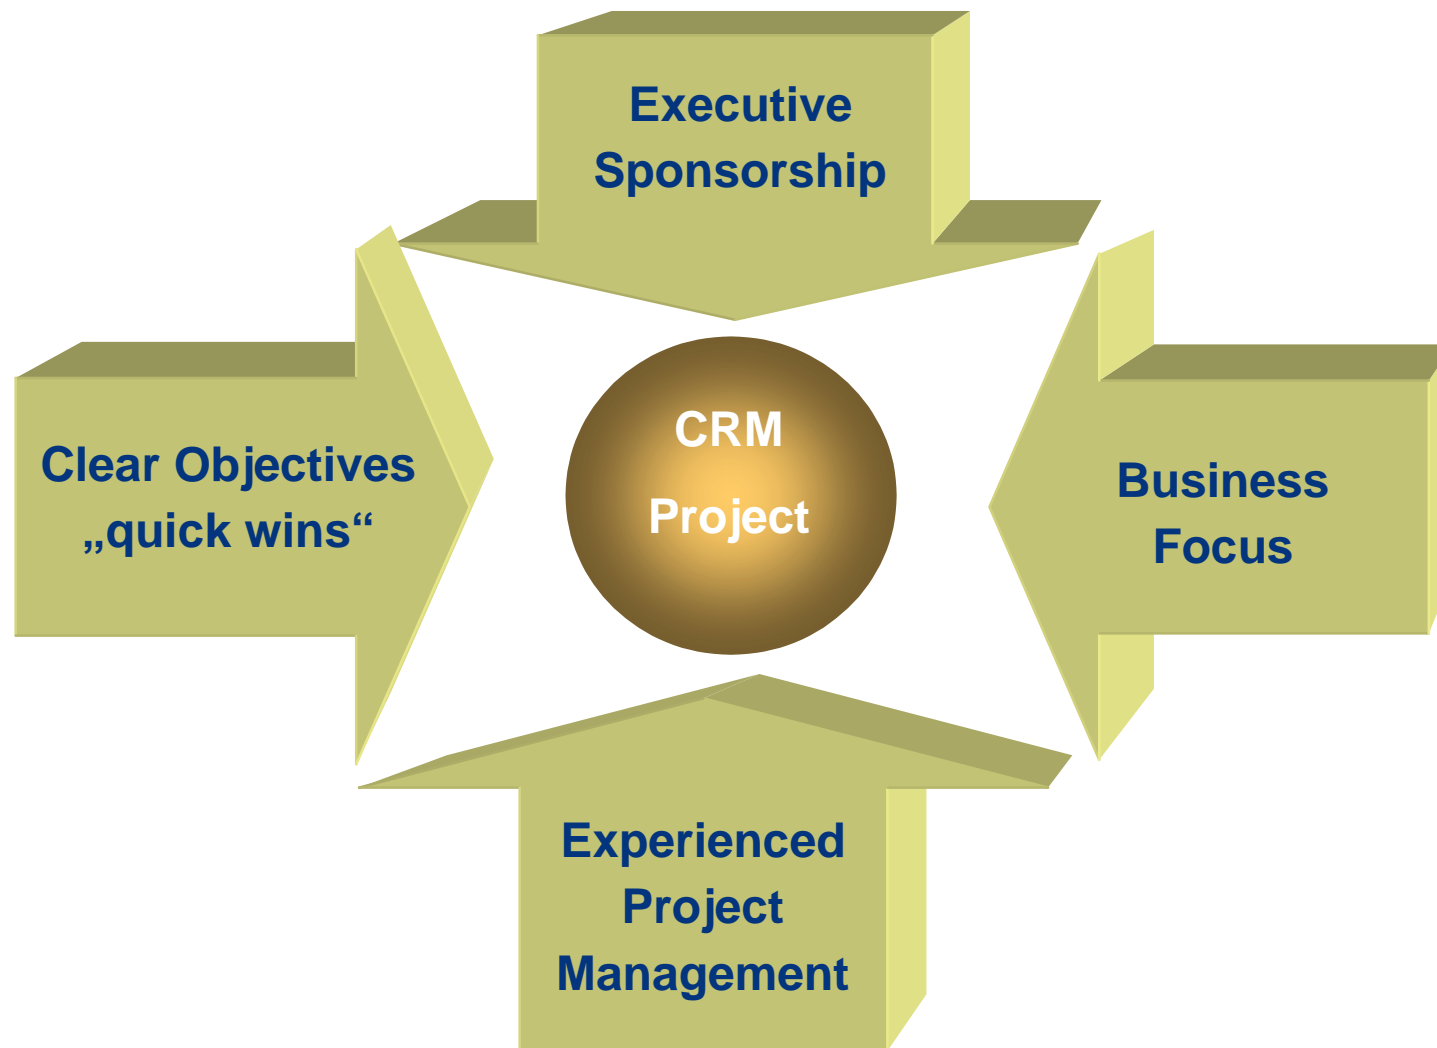 Executive
Sponsorship
Clear Objectives
„quick wins“
CRM
Project
Business
Focus
Experienced
Project
Management